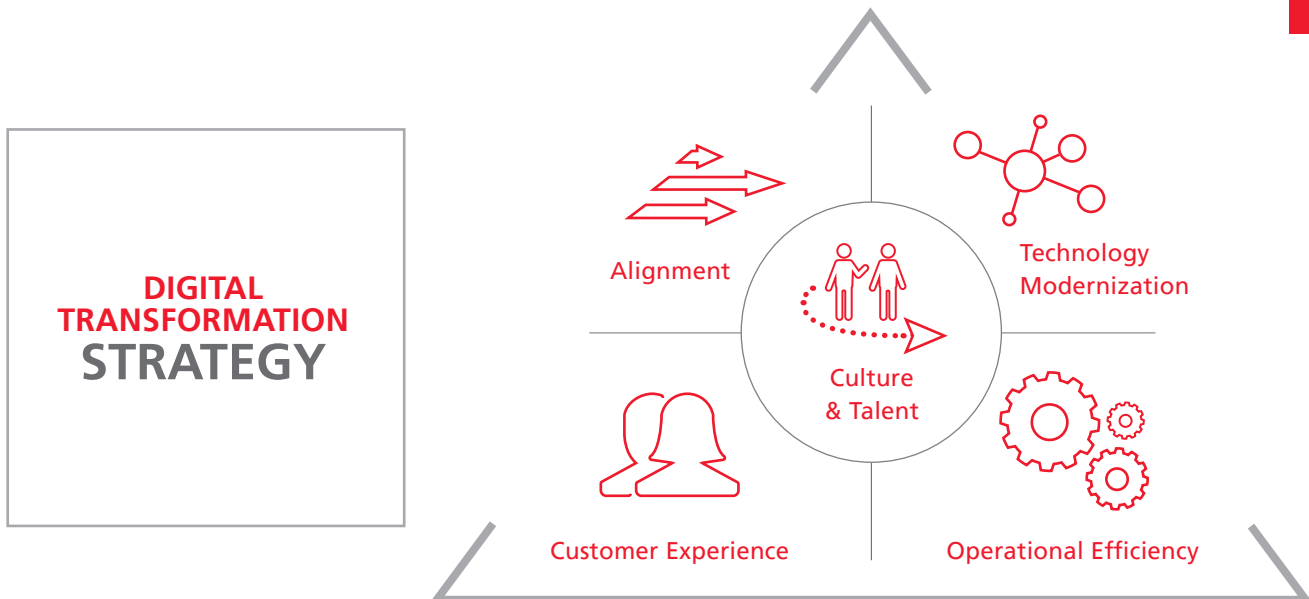 DIGITAL
TRANSFORMATION
STRATEGY
Alignment
Technology
Modernization
Culture
& Talent
Customer Experience
Operational Efficiency